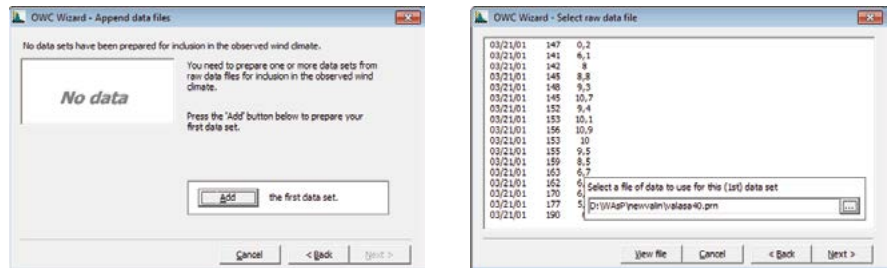 OWC Wizard - Append data files
No data sets have been prepared for inclusion in the observed wind climate.
No data
You need to prepare one or more data sets from
raw data files for inclusion in the observed wind
climate.
Press the 'Add' button below to prepare your
first data set.
Add the first data set.
Cancel < Back Next >
OWC Wizard - Select raw data file
03/21/01 147 0,2
03/21/01 141 6,1
03/21/01 142 8
03/21/01 145 8,8
03/21/01 148 9,3
03/21/01 145 10,7
03/21/01 152 9,4
03/21/01 153 10,1
03/21/01 156 10,9
03/21/01 153 10
03/21/01 155 9,5
03/21/01 159 8,5
03/21/01 163 6,7
03/21/01 162 6,
03/21/01 170 6,
03/21/01 177 5,
03/21/01 190
Select a file of data to use for this (1st) data set
D:\WAsP\newvalin\valasa40.prn ...
View file Cancel < Back Next >